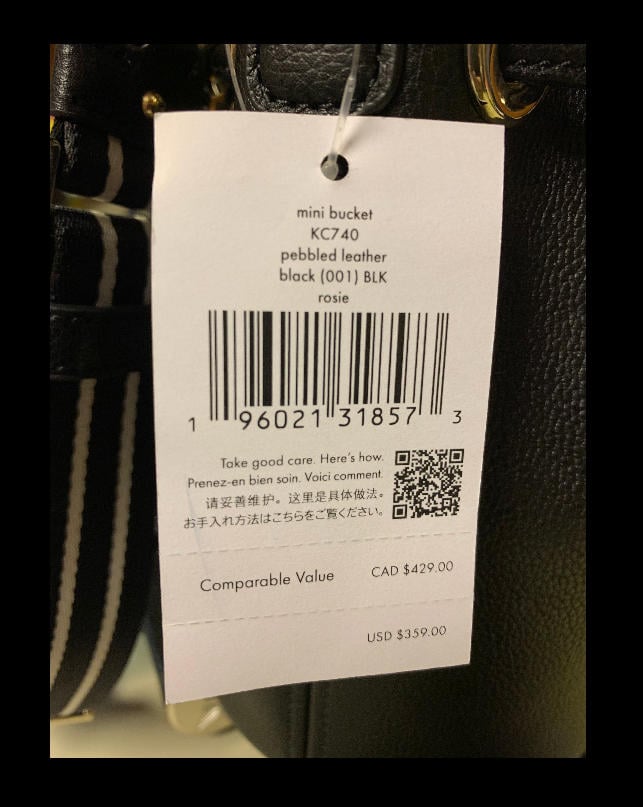 mini bucket
KC740
pebbled leather
black (001) BLK
rosie
1 96021 31857 3
Take good care. Here's how.
Prenez-en bien soin. Voici comment.
请妥善维护。这里是具体做法。
お手入れ方法はこちらをご覧ください。
Comparable Value CAD $429.00
USD $359.00